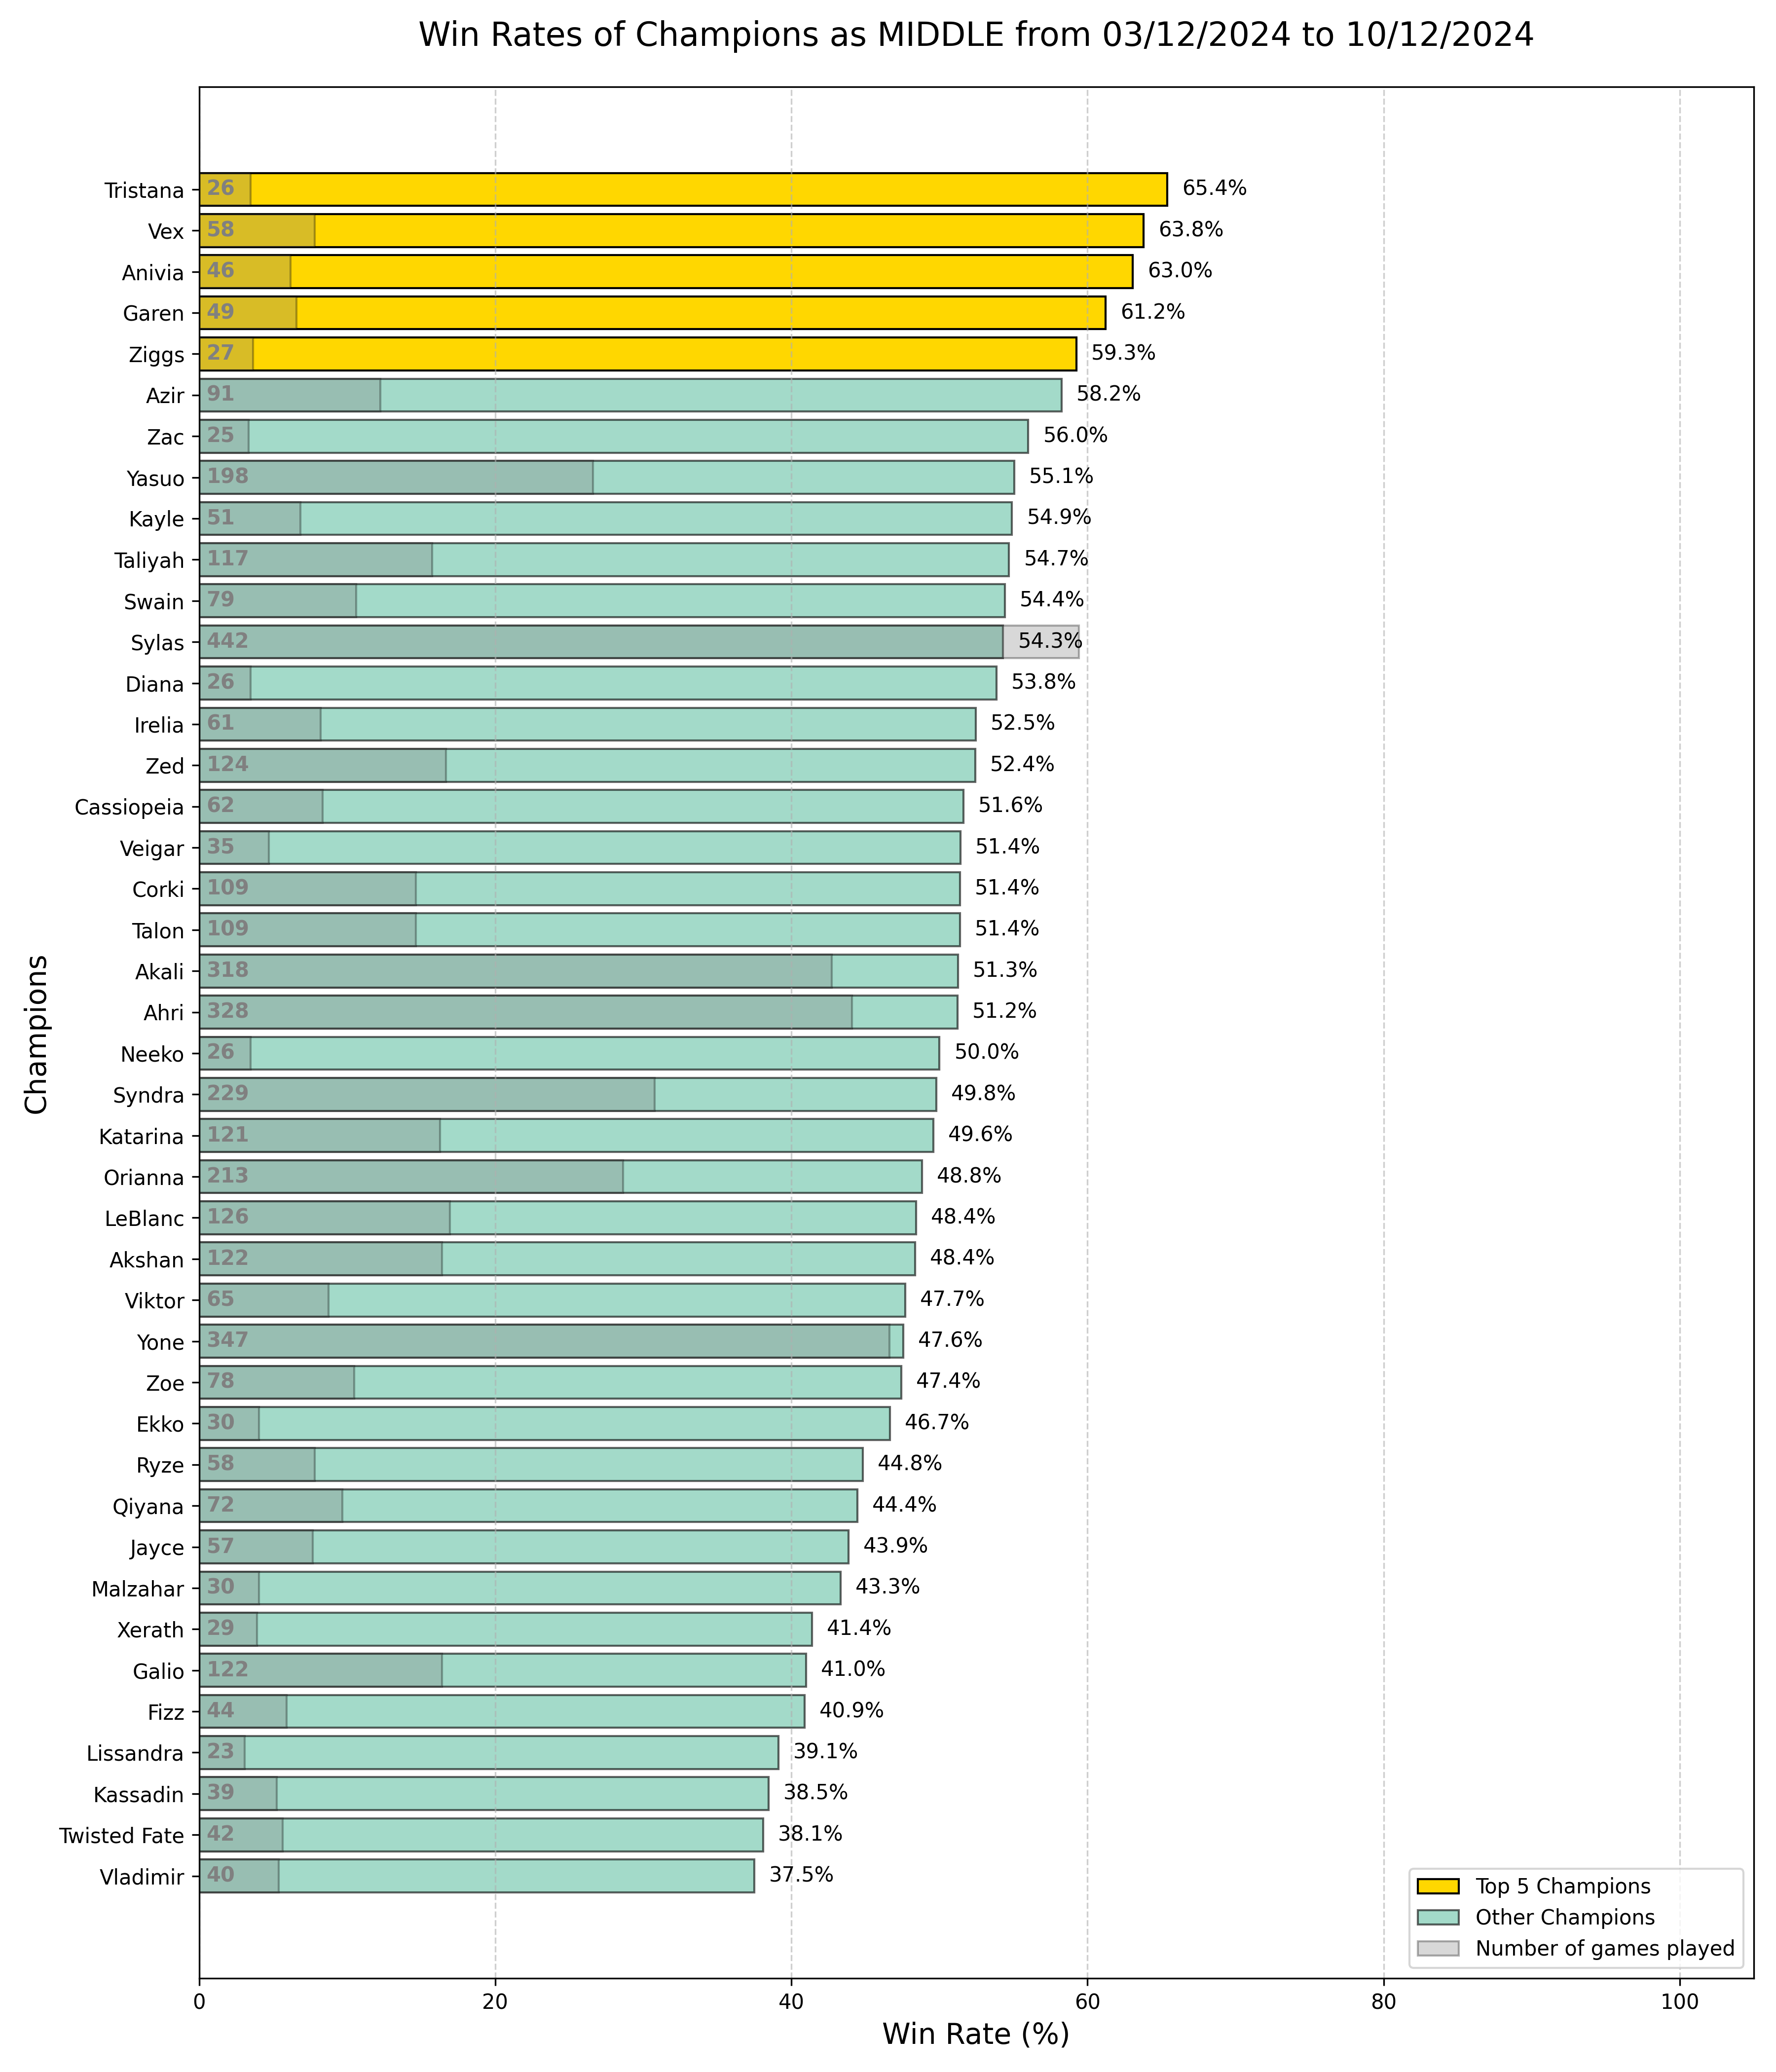 Win Rates of Champions as MIDDLE from 03/12/2024 to 10/12/2024
Champions
Tristana 26 65.4%
Vex 58 63.8%
Anivia 46 63.0%
Garen 49 61.2%
Ziggs 27 59.3%
Azir 91 58.2%
Zac 25 56.0%
Yasuo 198 55.1%
Kayle 51 54.9%
Taliyah 117 54.7%
Swain 79 54.4%
Sylas 442 54.3%
Diana 26 53.8%
Irelia 61 52.5%
Zed 124 52.4%
Cassiopeia 62 51.6%
Veigar 35 51.4%
Corki 109 51.4%
Talon 109 51.4%
Akali 318 51.3%
Ahri 328 51.2%
Neeko 26 50.0%
Syndra 229 49.8%
Katarina 121 49.6%
Orianna 213 48.8%
LeBlanc 126 48.4%
Akshan 122 48.4%
Viktor 65 47.7%
Yone 347 47.6%
Zoe 78 47.4%
Ekko 30 46.7%
Ryze 58 44.8%
Qiyana 72 44.4%
Jayce 57 43.9%
Malzahar 30 43.3%
Xerath 29 41.4%
Galio 122 41.0%
Fizz 44 40.9%
Lissandra 23 39.1%
Kassadin 39 38.5%
Twisted Fate 42 38.1%
Vladimir 40 37.5%
Top 5 Champions
Other Champions
Number of games played
0 20 40 60 80 100
Win Rate (%)